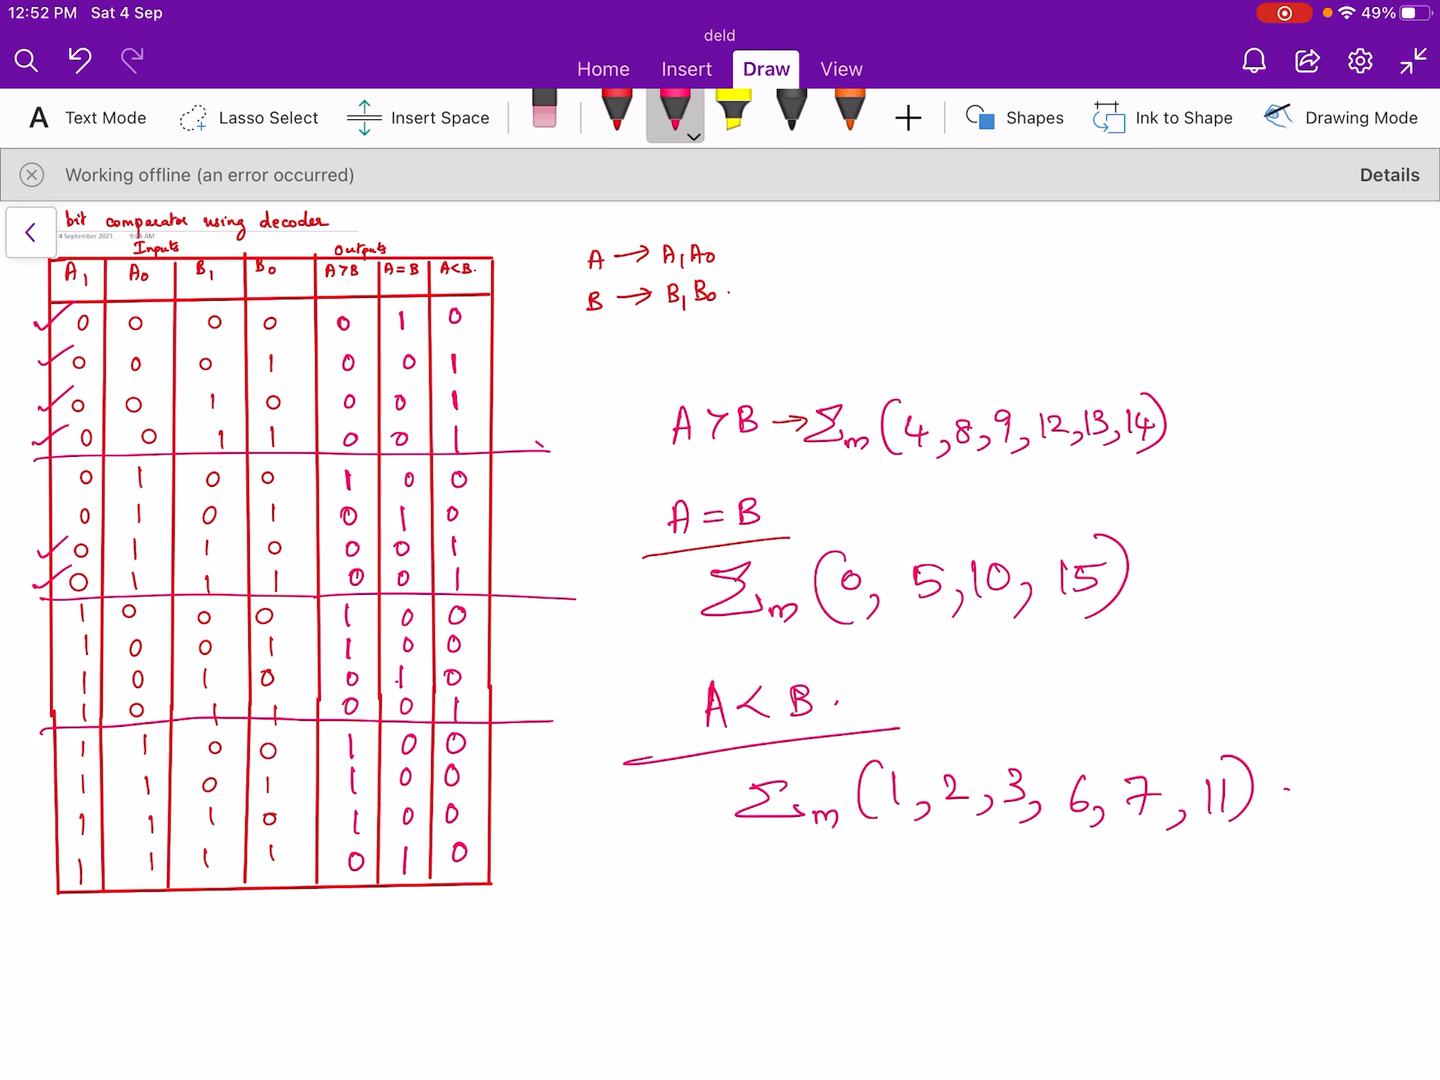 12:52 PM Sat 4 Sep
49%
deld
Home Insert Draw View
A Text Mode Lasso Select Insert Space Shapes Ink to Shape Drawing Mode
Working offline (an error occurred) Details
bit comparator using decoder
4 September 2021
Inputs Outputs
A1 A0 B1 B0 A>B A=B A<B.
0 0 0 0 0 1 0
0 0 0 1 0 0 1
0 0 1 0 0 0 1
0 0 1 1 0 0 1
0 1 0 0 1 0 0
0 1 0 1 0 1 0
0 1 1 0 0 0 1
0 1 1 1 0 0 1
1 0 0 0 1 0 0
1 0 0 1 1 0 0
1 0 1 0 0 1 0
1 0 1 1 0 0 1
1 1 0 0 1 0 0
1 1 0 1 1 0 0
1 1 1 0 1 0 0
1 1 1 1 0 1 0
A → A1A0
B → B1B0.
A>B → Σm(4,8,9,12,13,14)
A=B
Σm(0, 5,10, 15)
A<B.
Σm(1,2,3,6,7,11).